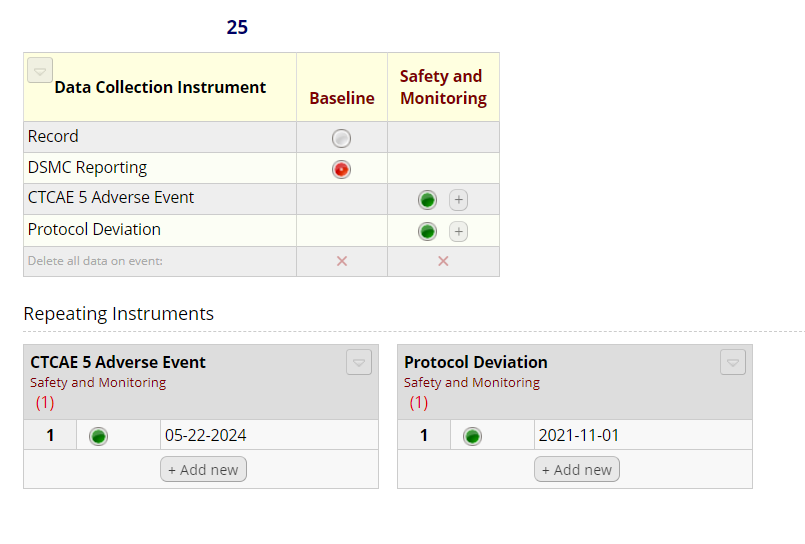 25
Data Collection Instrument
Baseline
Safety and
Monitoring
Record
DSMC Reporting
CTCAE 5 Adverse Event
+
Protocol Deviation
+
Delete all data on event:
Repeating Instruments
CTCAE 5 Adverse Event
Safety and Monitoring
(1)
1 05-22-2024
+ Add new
Protocol Deviation
Safety and Monitoring
(1)
1 2021-11-01
+ Add new